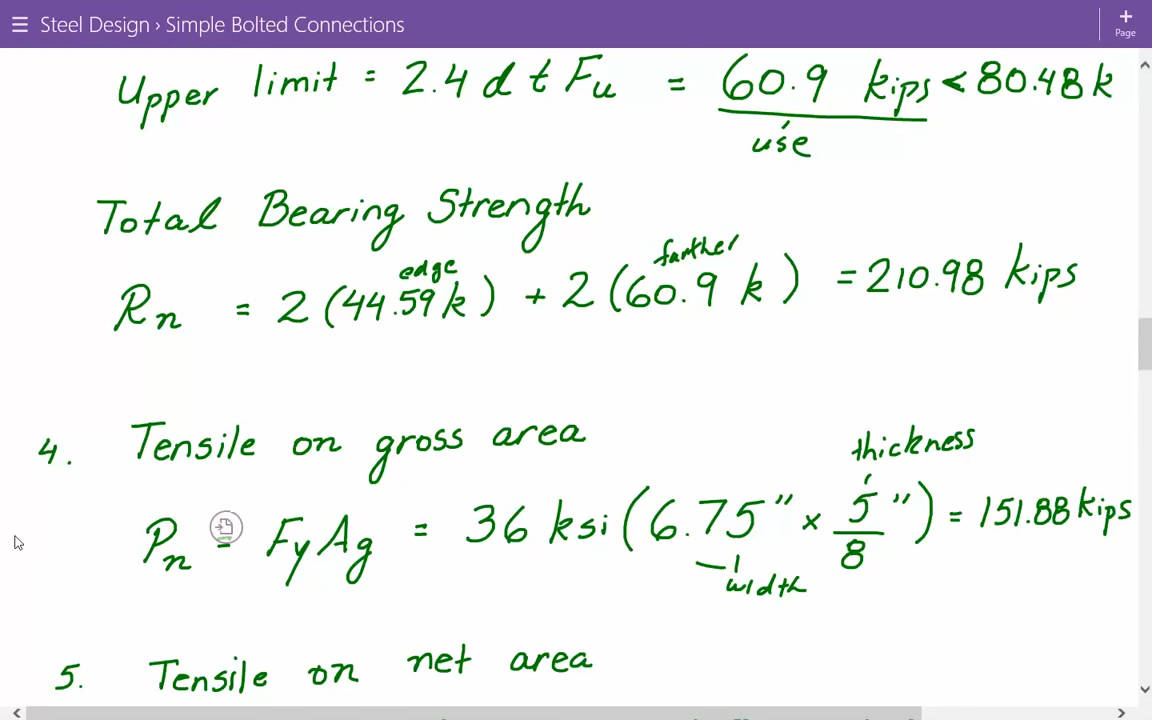 Steel Design › Simple Bolted Connections
Page
Upper limit = 2.4 d t Fu = 60.9 kips < 80.48 k
use
Total Bearing Strength
edge farther
Rn = 2 (44.59 k) + 2 (60.9 k) = 210.98 kips
4. Tensile on gross area
thickness
Pn = Fy Ag = 36 ksi (6.75" × 5/8") = 151.88 kips
width
5. Tensile on net area